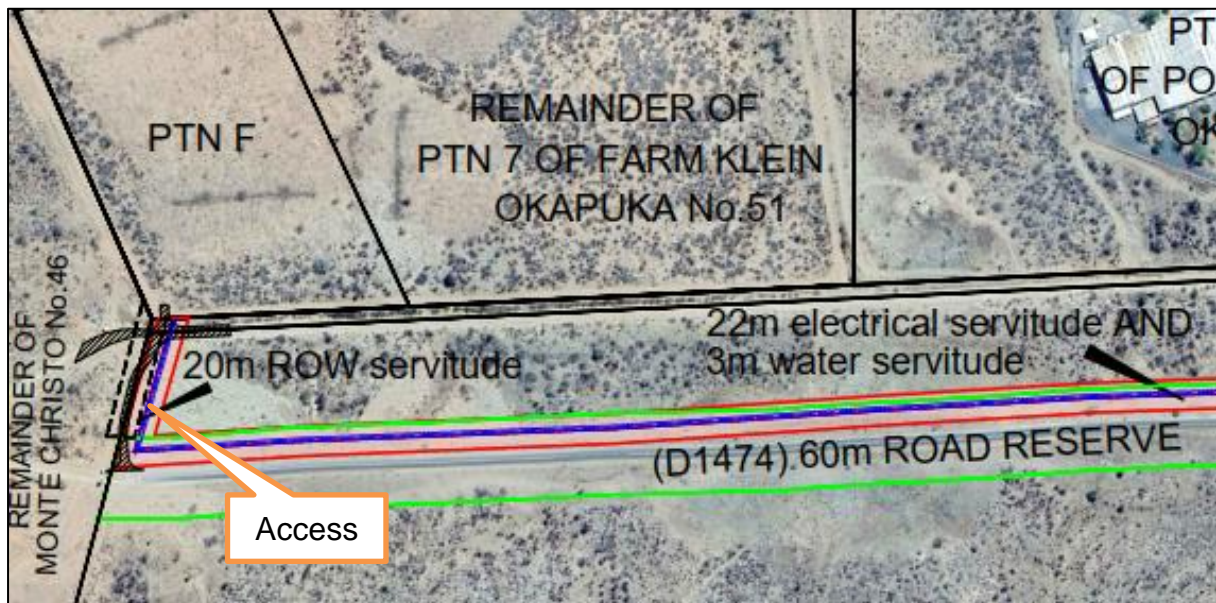 PTN F
REMAINDER OF
PTN 7 OF FARM KLEIN
OKAPUKA No.51
PT
OF PO
OK
REMAINDER OF
MONTE CHRISTON No.46
20m ROW servitude
22m electrical servitude AND
3m water servitude
(D1474) 60m ROAD RESERVE
Access